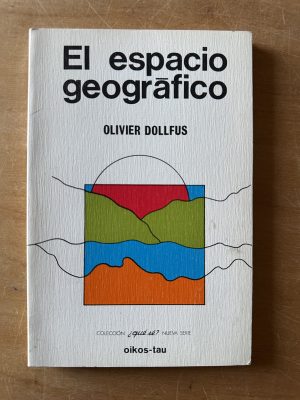 El espacio
geográfico
OLIVIER DOLLFUS
COLECCIÓN ¿qué sé? NUEVA SERIE
oikos-tau